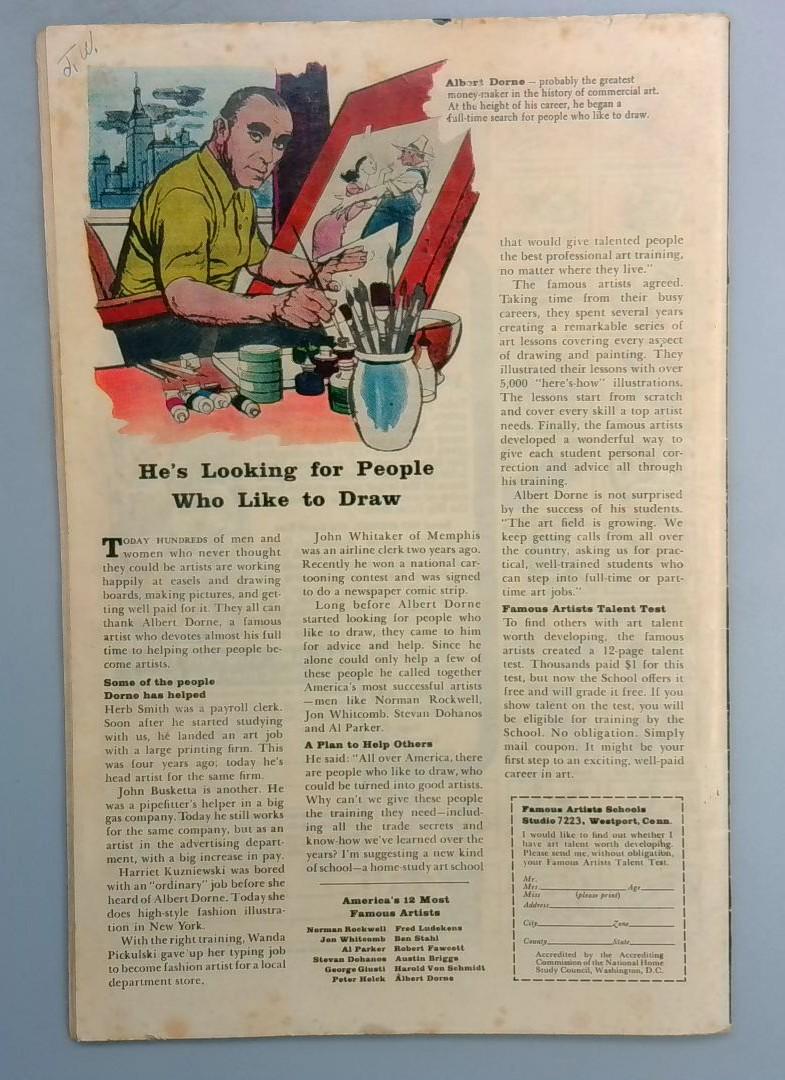 J. W.
Albert Dorne — probably the greatest
money-maker in the history of commercial art.
At the height of his career, he began a
full-time search for people who like to draw.
He's Looking for People
Who Like to Draw
TODAY HUNDREDS of men and
women who never thought
they could be artists are working
happily at easels and drawing
boards, making pictures, and get-
ting well paid for it. They all can
thank Albert Dorne, a famous
artist who devotes almost his full
time to helping other people be-
come artists.
Some of the people
Dorne has helped
Herb Smith was a payroll clerk.
Soon after he started studying
with us, he landed an art job
with a large printing firm. This
was four years ago; today he's
head artist for the same firm.
John Busketta is another. He
was a pipefitter's helper in a big
gas company. Today he still works
for the same company, but as an
artist in the advertising depart-
ment, with a big increase in pay.
Harriet Kuzniewski was bored
with an "ordinary" job before she
heard of Albert Dorne. Today she
does high-style fashion illustra-
tion in New York.
With the right training, Wanda
Pickulski gave up her typing job
to become fashion artist for a local
department store.
John Whitaker of Memphis
was an airline clerk two years ago.
Recently he won a national car-
tooning contest and was signed
to do a newspaper comic strip.
Long before Albert Dorne
started looking for people who
like to draw, they came to him
for advice and help. Since he
alone could only help a few of
these people he called together
America's most successful artists
—men like Norman Rockwell,
Jon Whitcomb, Stevan Dohanos
and Al Parker.
A Plan to Help Others
He said: "All over America, there
are people who like to draw, who
could be turned into good artists.
Why can't we give these people
the training they need—includ-
ing all the trade secrets and
know-how we've learned over the
years? I'm suggesting a new kind
of school—a home-study art school
America's 12 Most
Famous Artists
Norman Rockwell Fred Ludekens
Jon Whitcomb Ben Stahl
Al Parker Robert Fawcett
Stevan Dohanos Austin Briggs
George Giusti Harold Von Schmidt
Peter Helck Albert Dorne
that would give talented people
the best professional art training,
no matter where they live."
The famous artists agreed.
Taking time from their busy
careers, they spent several years
creating a remarkable series of
art lessons covering every aspect
of drawing and painting. They
illustrated their lessons with over
5,000 "here's-how" illustrations.
The lessons start from scratch
and cover every skill a top artist
needs. Finally, the famous artists
developed a wonderful way to
give each student personal cor-
rection and advice all through
his training.
Albert Dorne is not surprised
by the success of his students.
"The art field is growing. We
keep getting calls from all over
the country, asking us for prac-
tical, well-trained students who
can step into full-time or part-
time art jobs."
Famous Artists Talent Test
To find others with art talent
worth developing, the famous
artists created a 12-page talent
test. Thousands paid $1 for this
test, but now the School offers it
free and will grade it free. If you
show talent on the test, you will
be eligible for training by the
School. No obligation. Simply
mail coupon. It might be your
first step to an exciting, well-paid
career in art.
Famous Artists Schools
Studio 7223, Westport, Conn.
I would like to find out whether I
have art talent worth developing.
Please send me, without obligation,
your Famous Artists Talent Test.
Mr.
Mrs. Age
Miss (please print)
Address
City Zone
County State
Accredited by the Accrediting
Commission of the National Home
Study Council, Washington, D.C.